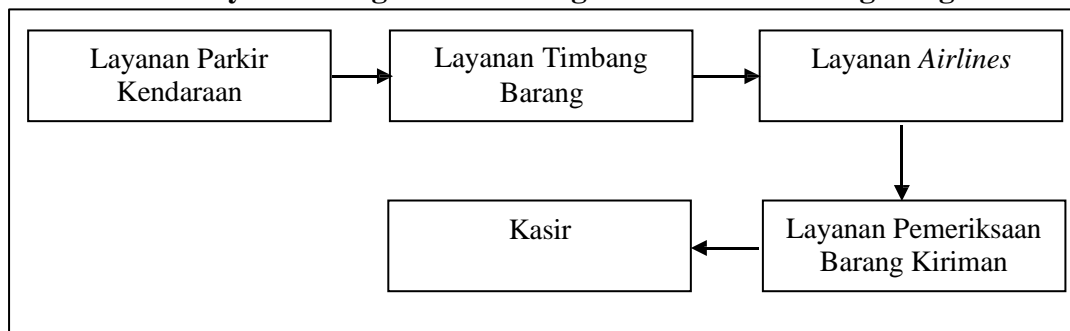 Layanan Parkir
Kendaraan
Layanan Timbang
Barang
Layanan Airlines
Layanan Pemeriksaan
Barang Kiriman
Kasir